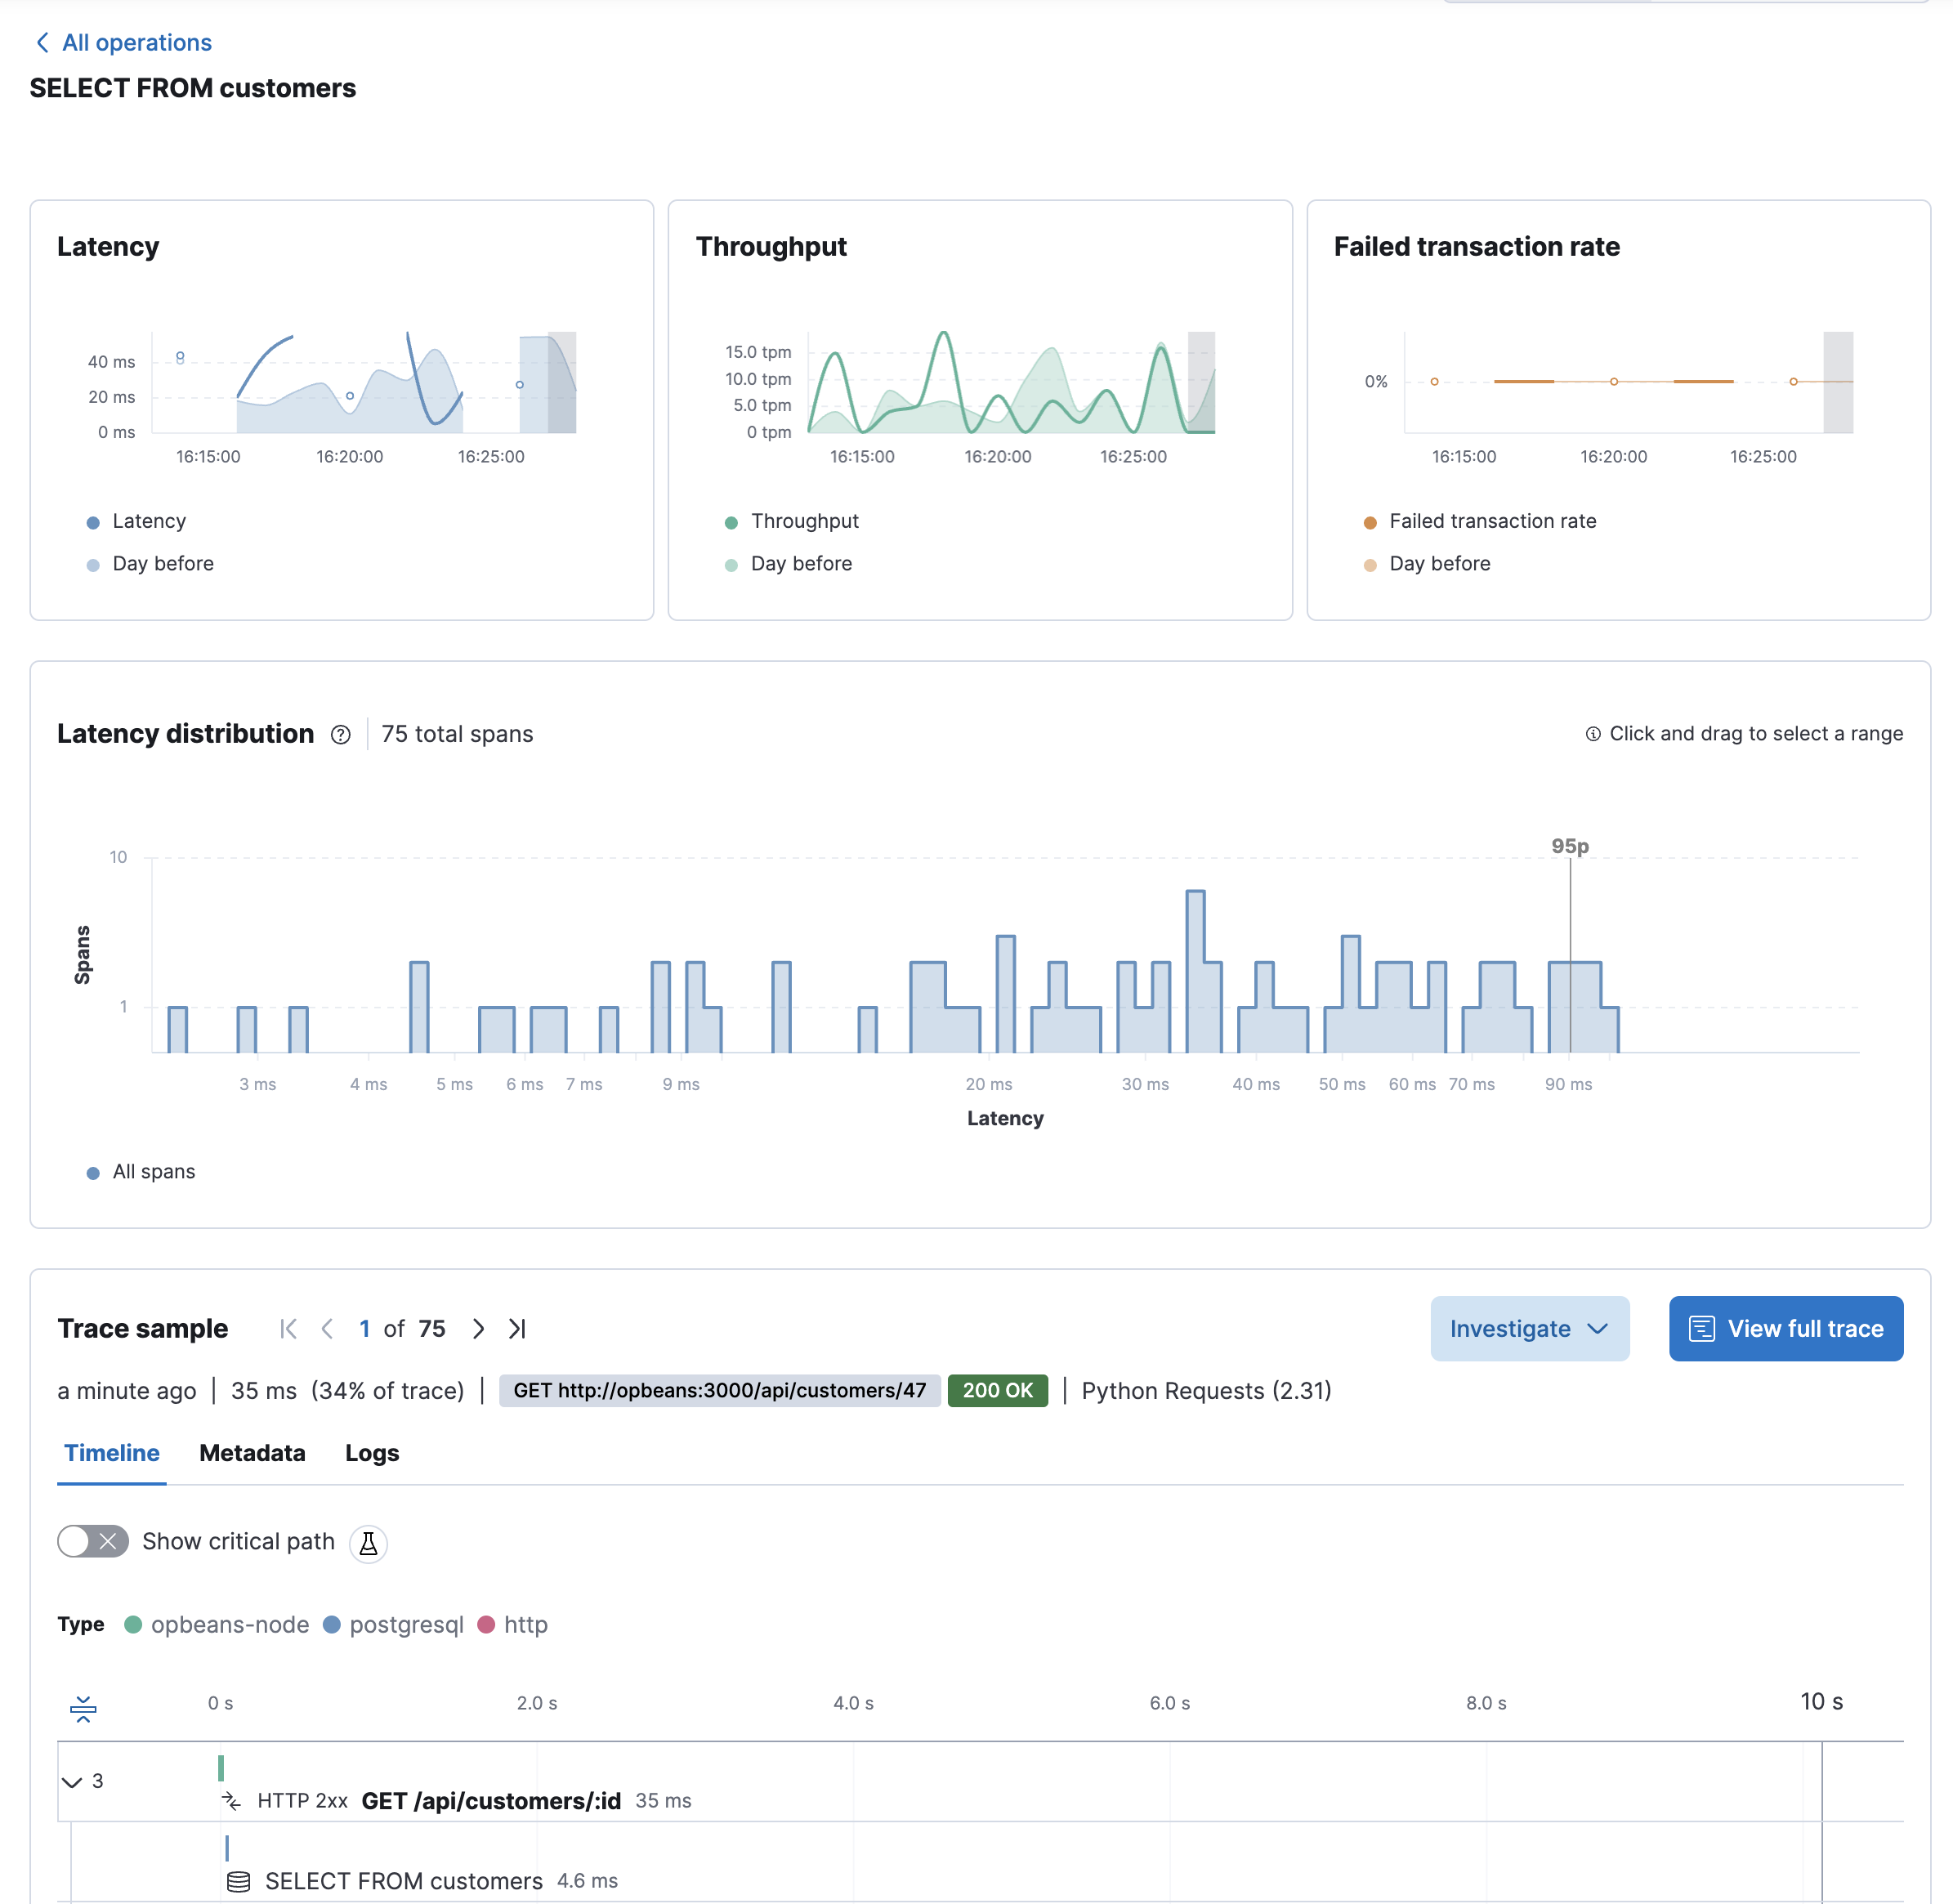 All operations
SELECT FROM customers
Latency
40 ms
20 ms
0 ms
16:15:00 16:20:00 16:25:00
Latency
Day before
Throughput
15.0 tpm
10.0 tpm
5.0 tpm
0 tpm
16:15:00 16:20:00 16:25:00
Throughput
Day before
Failed transaction rate
0%
16:15:00 16:20:00 16:25:00
Failed transaction rate
Day before
Latency distribution 75 total spans
Click and drag to select a range
95p
10
1
Spans
3 ms 4 ms 5 ms 6 ms 7 ms 9 ms 20 ms 30 ms 40 ms 50 ms 60 ms 70 ms 90 ms
Latency
All spans
Trace sample 1 of 75
Investigate
View full trace
a minute ago | 35 ms (34% of trace) | GET http://opbeans:3000/api/customers/47 200 OK | Python Requests (2.31)
Timeline Metadata Logs
Show critical path
Type opbeans-node postgresql http
0 s 2.0 s 4.0 s 6.0 s 8.0 s 10 s
3
HTTP 2xx GET /api/customers/:id 35 ms
SELECT FROM customers 4.6 ms